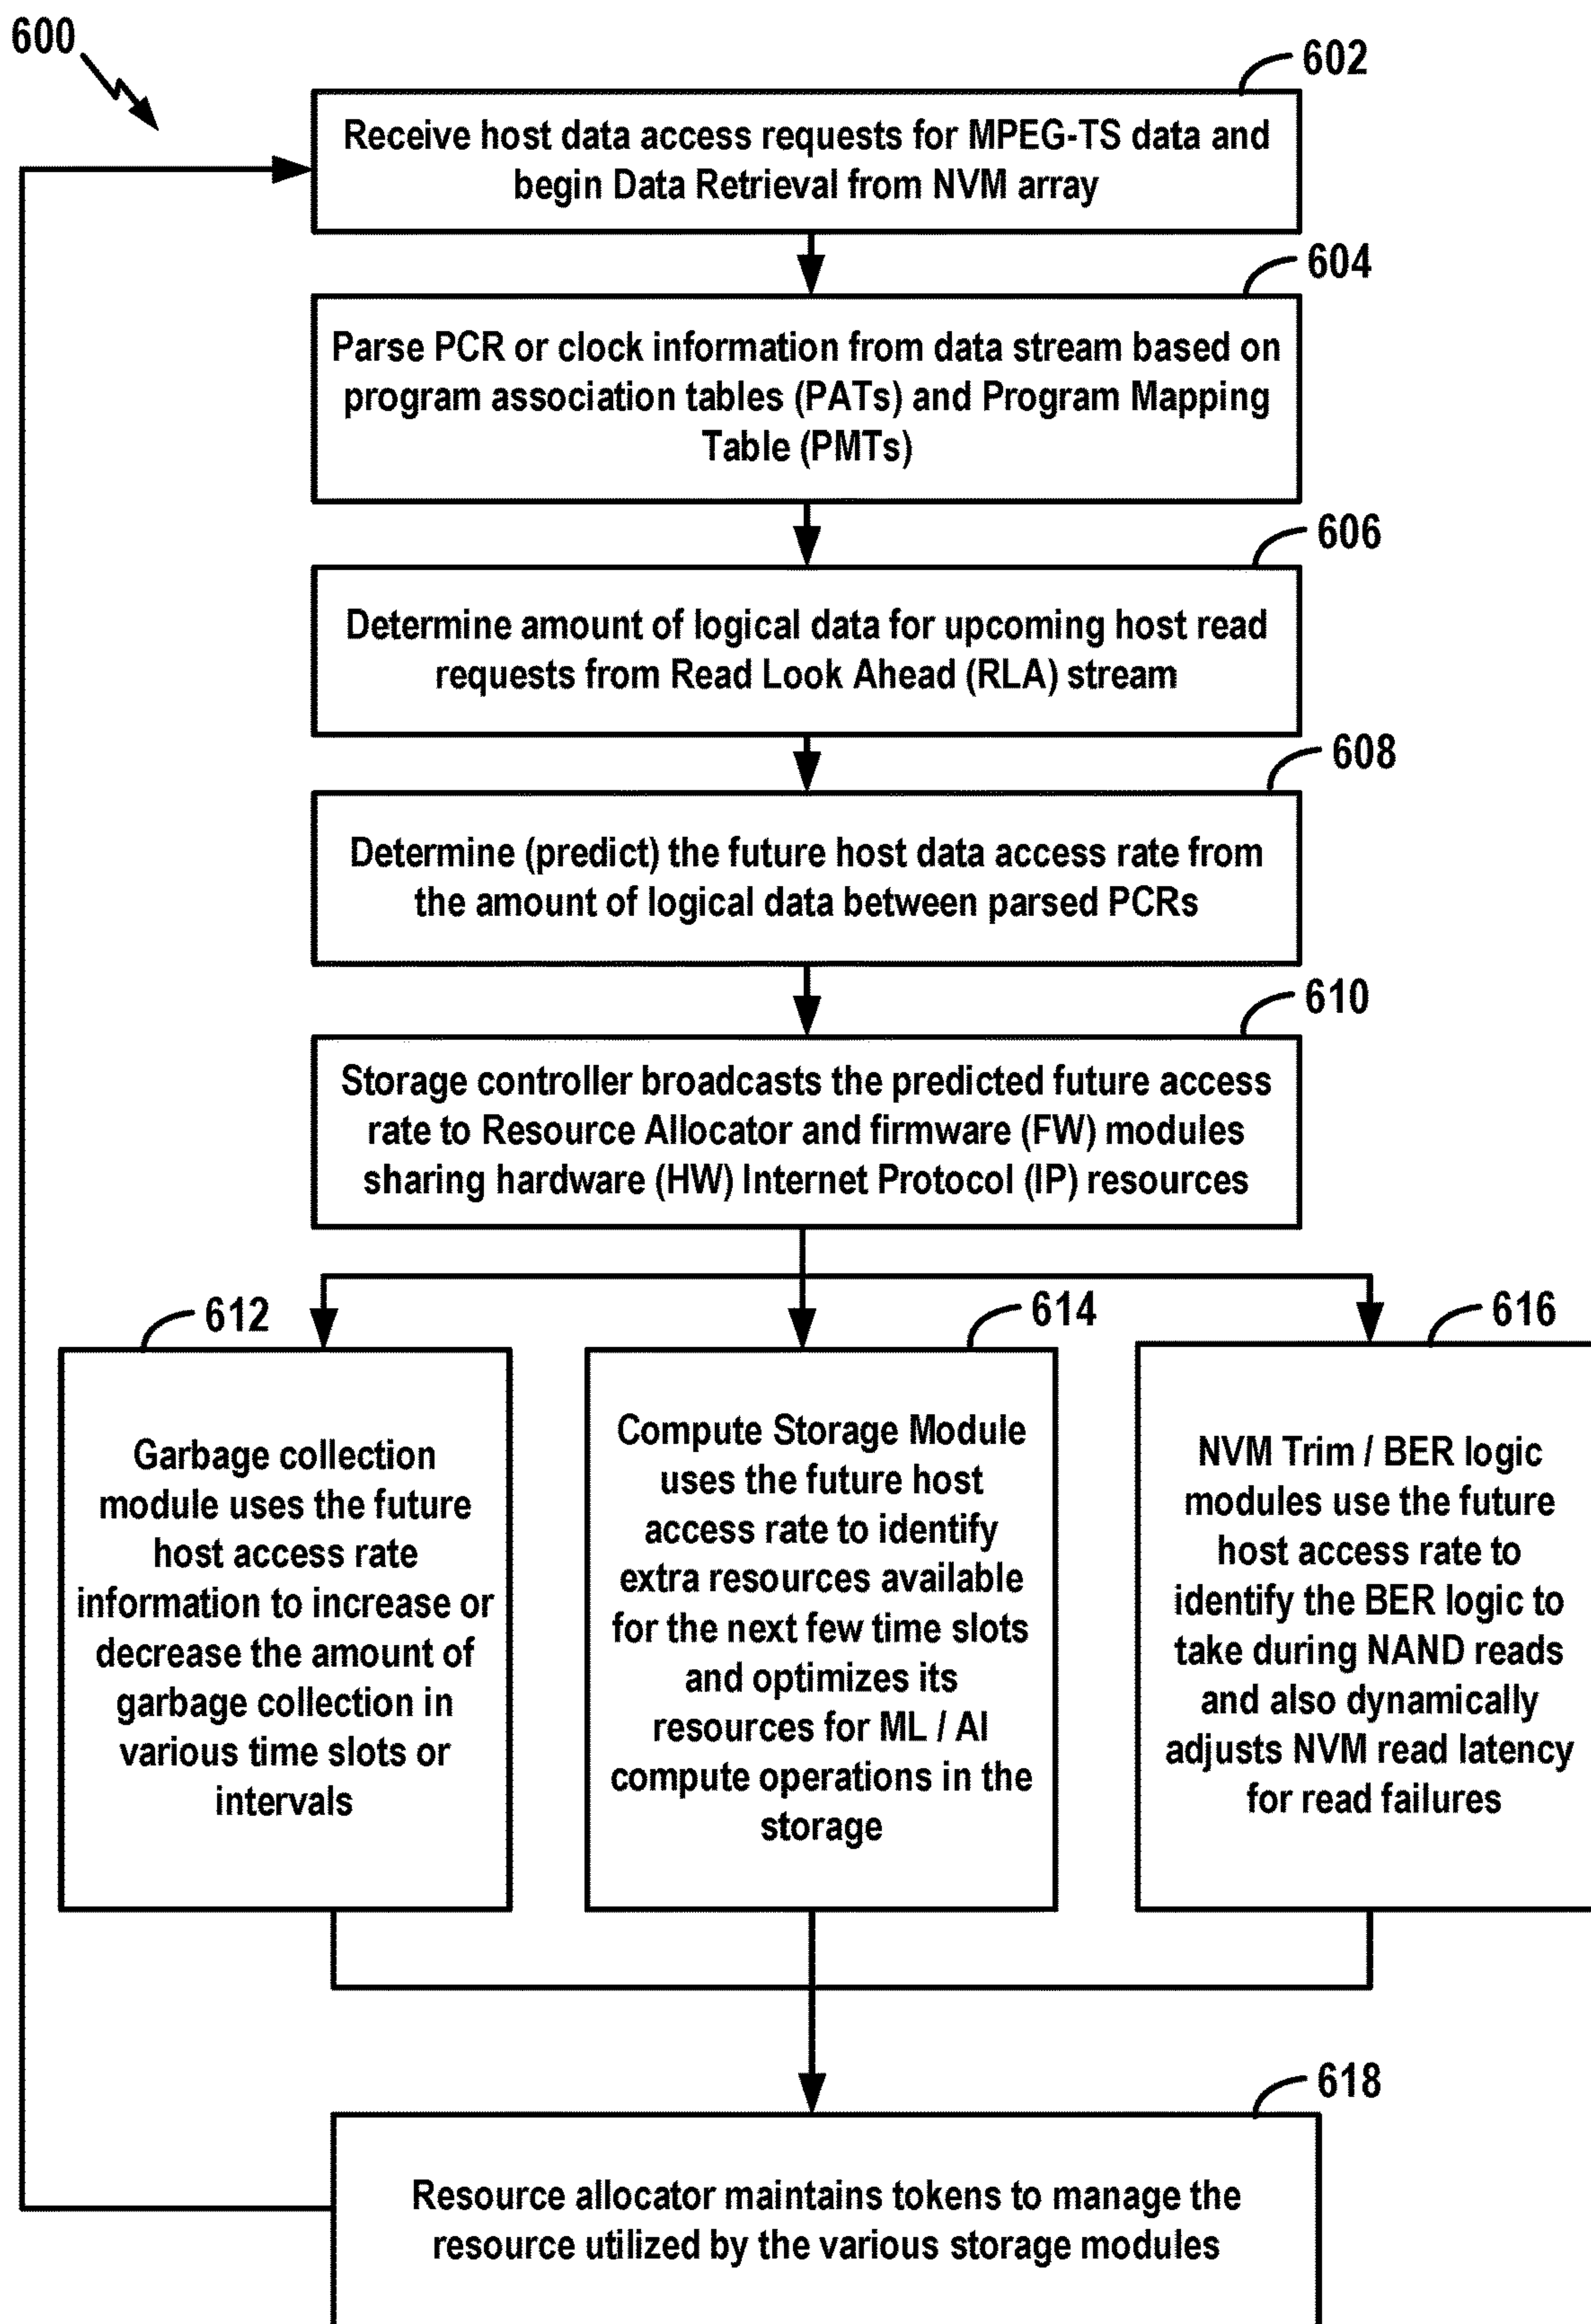 600
602
Receive host data access requests for MPEG-TS data and
begin Data Retrieval from NVM array
604
Parse PCR or clock information from data stream based on
program association tables (PATs) and Program Mapping
Table (PMTs)
606
Determine amount of logical data for upcoming host read
requests from Read Look Ahead (RLA) stream
608
Determine (predict) the future host data access rate from
the amount of logical data between parsed PCRs
610
Storage controller broadcasts the predicted future access
rate to Resource Allocator and firmware (FW) modules
sharing hardware (HW) Internet Protocol (IP) resources
612
Garbage collection
module uses the future
host access rate
information to increase or
decrease the amount of
garbage collection in
various time slots or
intervals
614
Compute Storage Module
uses the future host
access rate to identify
extra resources available
for the next few time slots
and optimizes its
resources for ML / AI
compute operations in the
storage
616
NVM Trim / BER logic
modules use the future
host access rate to
identify the BER logic to
take during NAND reads
and also dynamically
adjusts NVM read latency
for read failures
618
Resource allocator maintains tokens to manage the
resource utilized by the various storage modules